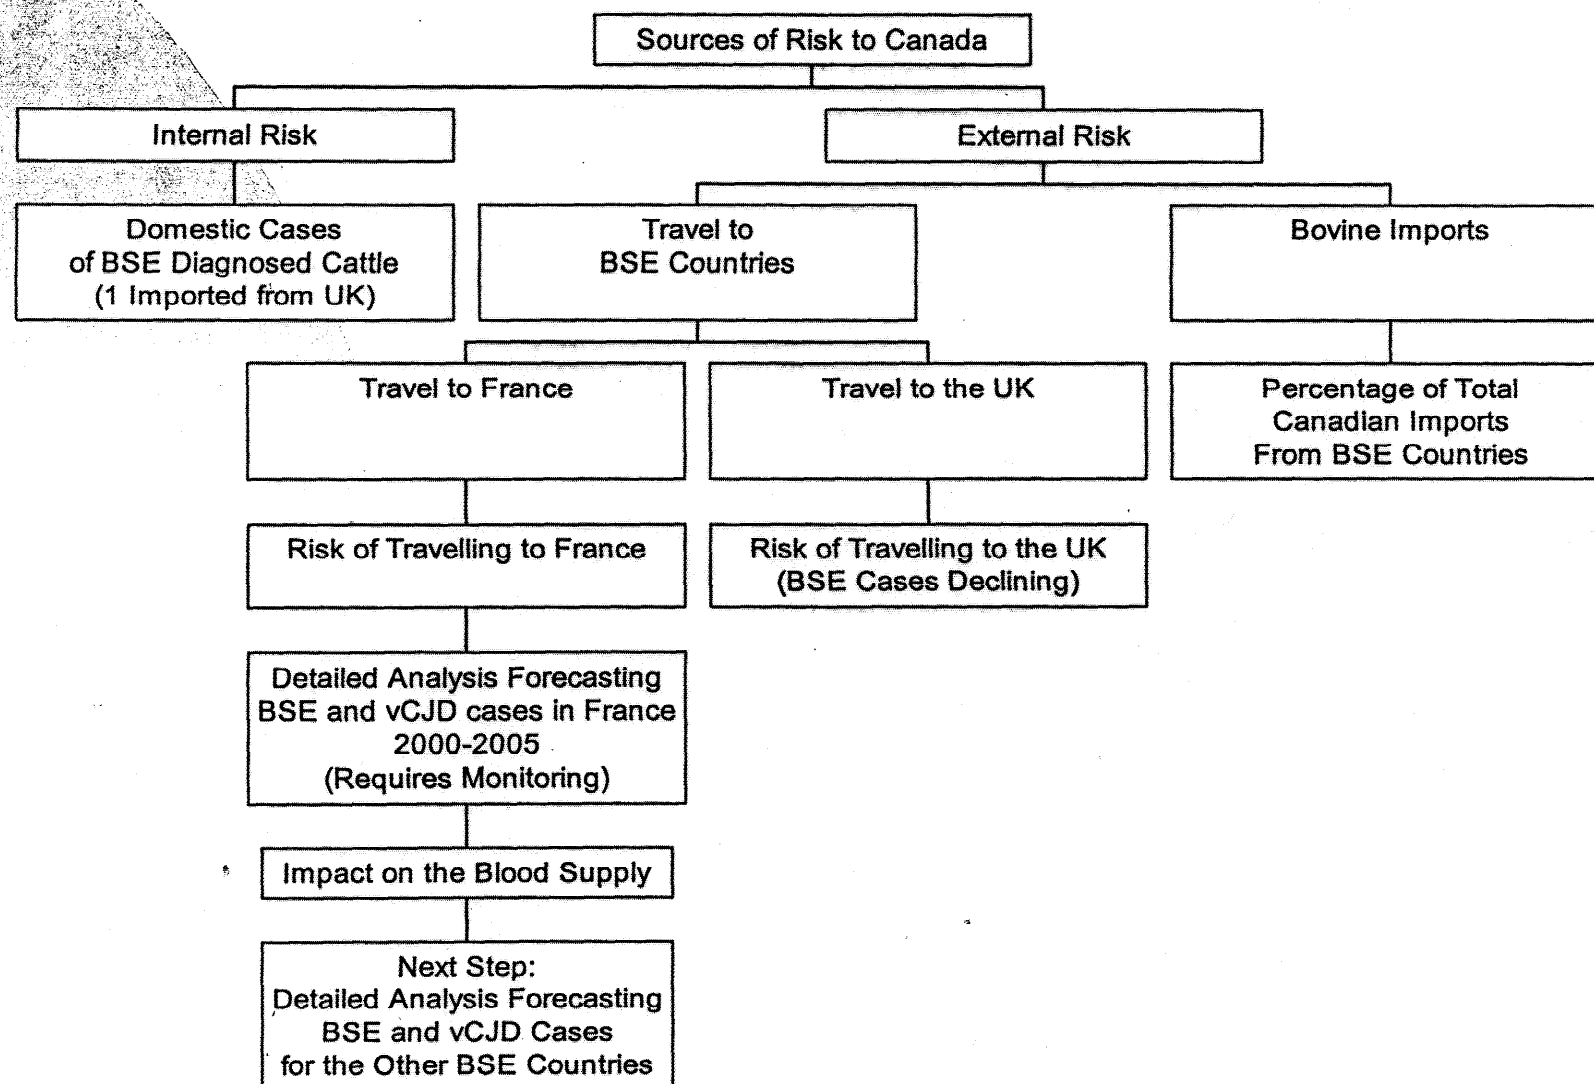 Sources of Risk to Canada
Internal Risk
External Risk
Domestic Cases
of BSE Diagnosed Cattle
(1 Imported from UK)
Travel to
BSE Countries
Bovine Imports
Travel to France
Travel to the UK
Percentage of Total
Canadian Imports
From BSE Countries
Risk of Travelling to France
Risk of Travelling to the UK
(BSE Cases Declining)
Detailed Analysis Forecasting
BSE and vCJD cases in France
2000-2005
(Requires Monitoring)
Impact on the Blood Supply
Next Step:
Detailed Analysis Forecasting
BSE and vCJD Cases
for the Other BSE Countries